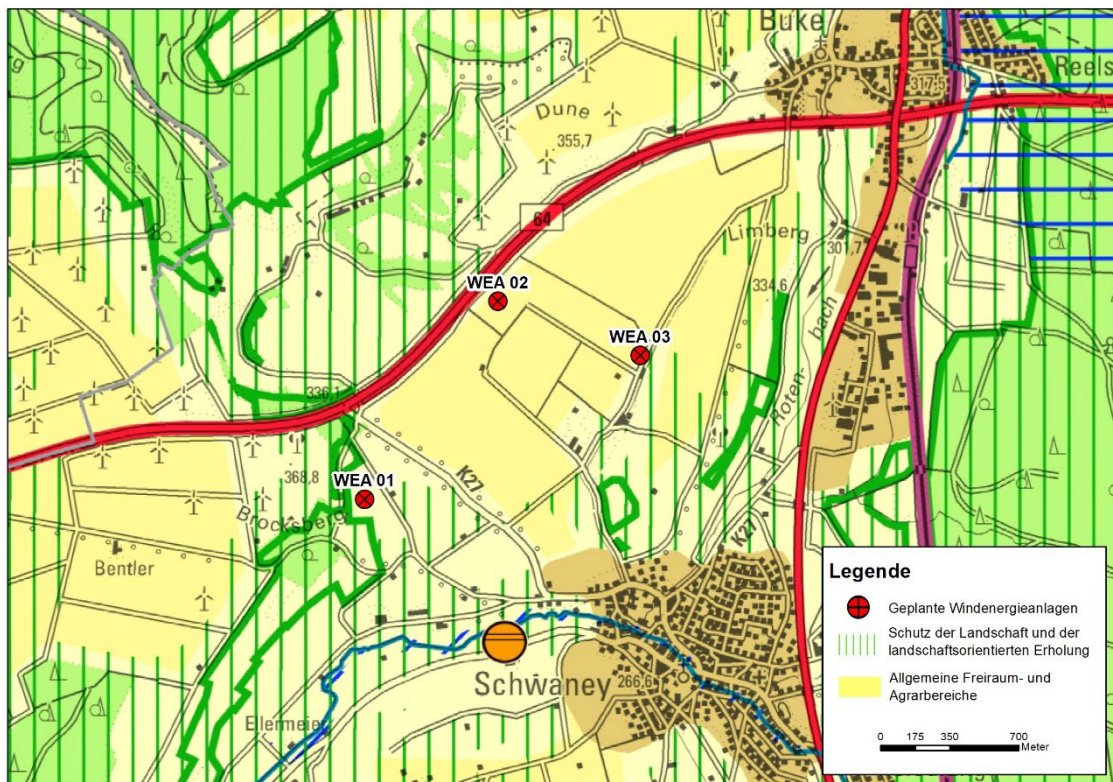 Buke
Reels
317,5
Dune
355,7
64
Limberg
301,7
WEA 02
334,6
WEA 03
Rotenbach
336,1
K27
368,8
WEA 01
Brocksberg
K27
Bentler
Schwaney
266,6
Ellermeier
Legende
Geplante Windenergieanlagen
Schutz der Landschaft und der
landschaftsorientierten Erholung
Allgemeine Freiraum- und
Agrarbereiche
0 175 350 700
Meter